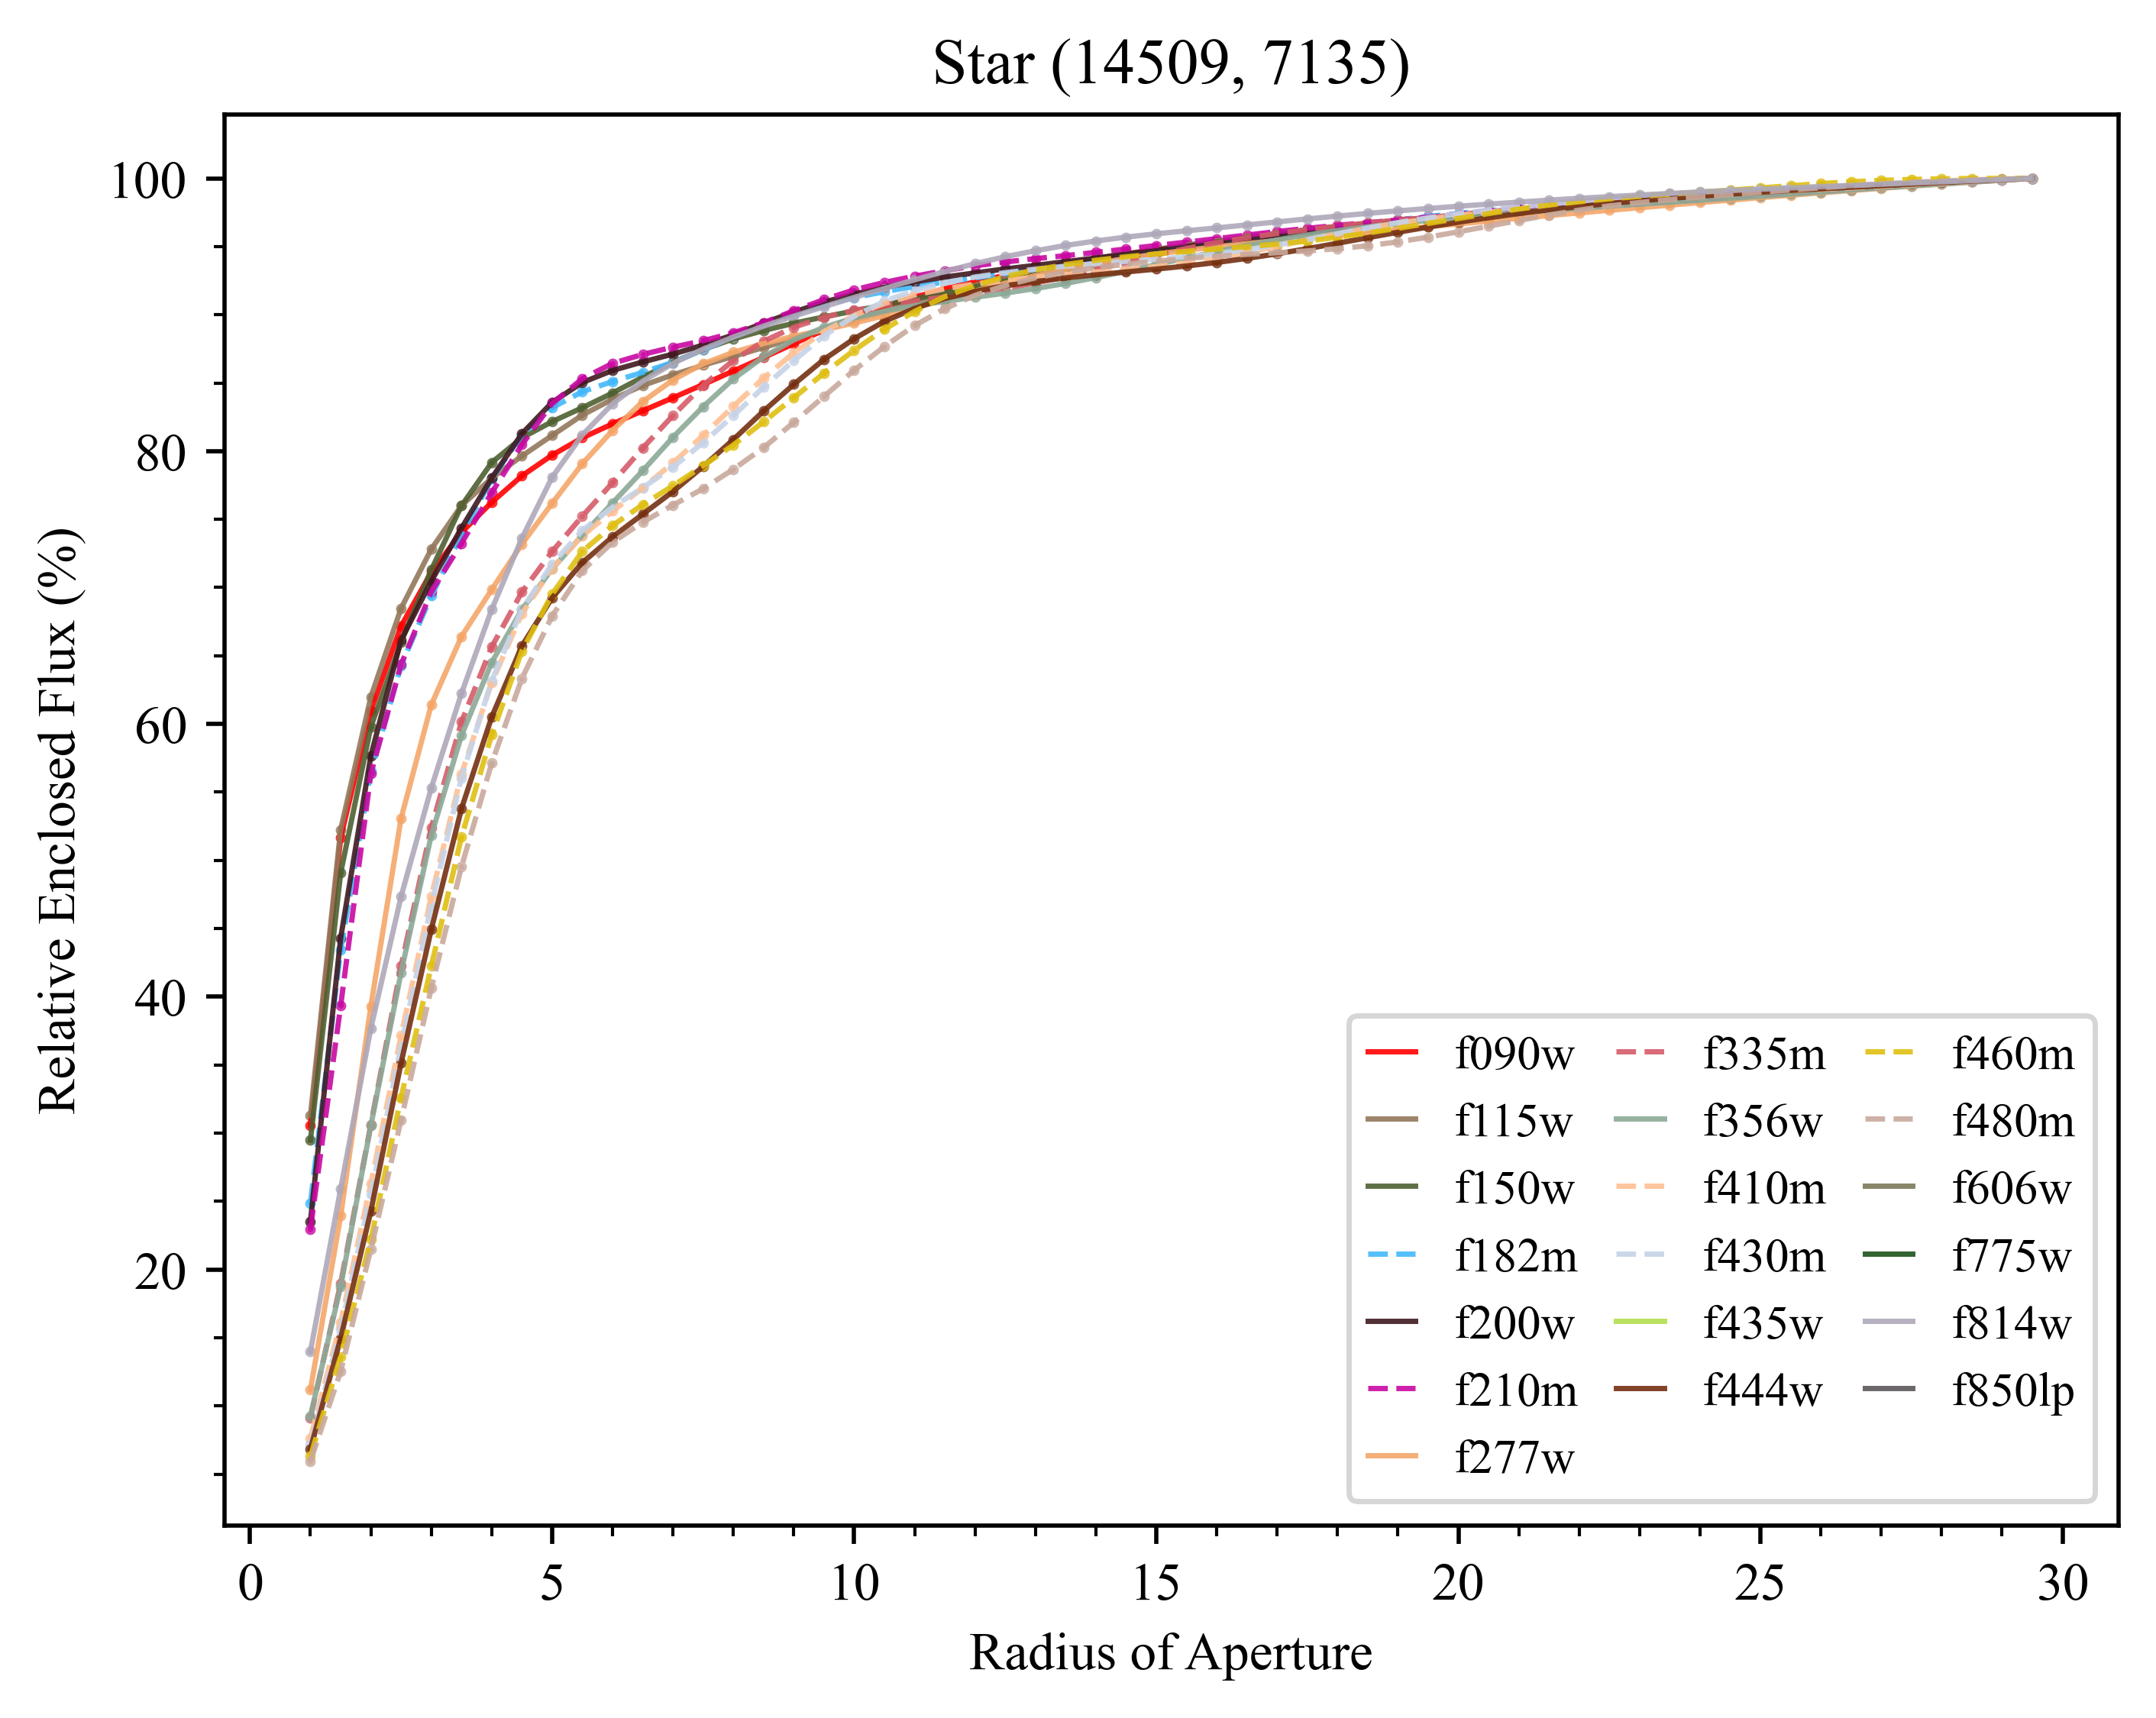 Star (14509, 7135)
Relative Enclosed Flux (%)
100
80
60
40
20
f090w f335m f460m
f115w f356w f480m
f150w f410m f606w
f182m f430m f775w
f200w f435w f814w
f210m f444w f850lp
f277w
0 5 10 15 20 25 30
Radius of Aperture